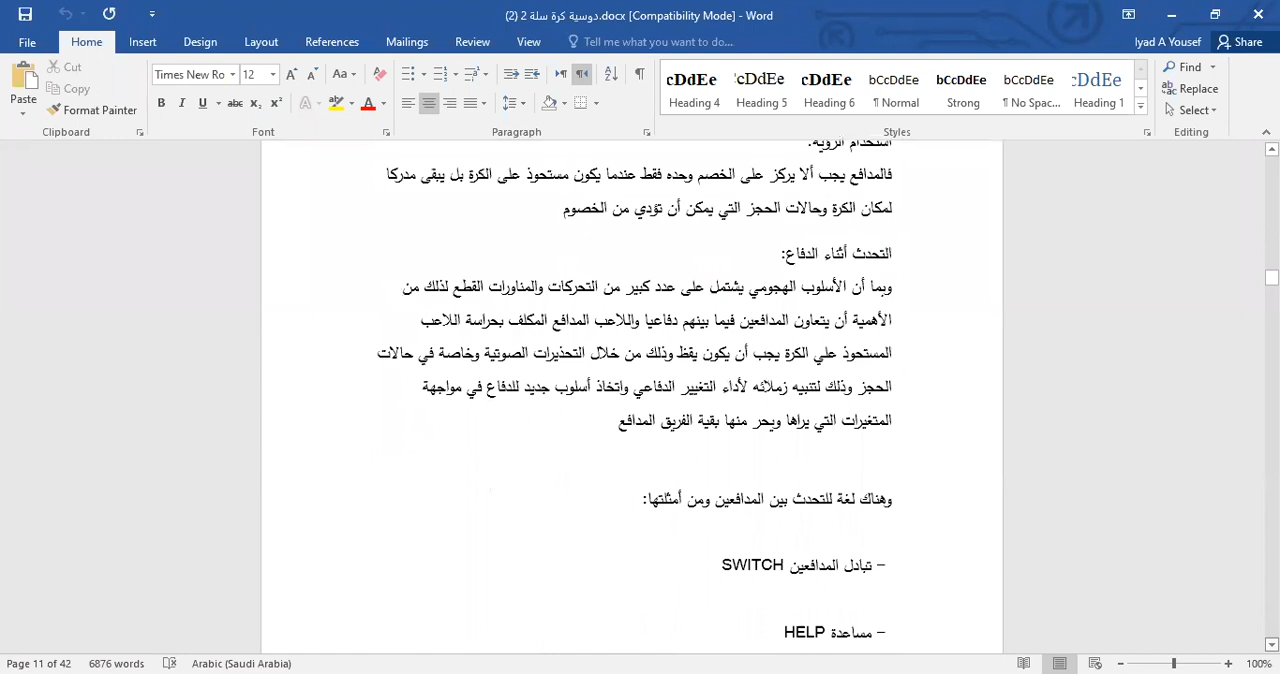 دوسية كرة سلة 2 (2).docx [Compatibility Mode] - Word
File Home Insert Design Layout References Mailings Review View Tell me what you want to do... Iyad A Yousef Share
Cut
Copy
Paste
Format Painter
Clipboard
Times New Ro 12
Font
Paragraph
cDdEe cDdEe cDdEe bCcDdEe bCcDdEe bCcDdEe CcDdEe
Heading 4 Heading 5 Heading 6 ¶ Normal Strong ¶ No Spac... Heading 1
Styles
Find
Replace
Select
Editing
استخدام الرؤية:
فالمدافع يجب ألا يركز على الخصم وحده فقط عندما يكون مستحوذ على الكرة بل يبقى مدركا
لمكان الكرة وحالات الحجز التي يمكن أن تؤدي من الخصوم
التحدث أثناء الدفاع:
وبما أن الأسلوب الهجومي يشتمل على عدد كبير من التحركات والمناورات القطع لذلك من
الأهمية أن يتعاون المدافعين فيما بينهم دفاعيا واللاعب المدافع المكلف بحراسة اللاعب
المستحوذ علي الكرة يجب أن يكون يقظ وذلك من خلال التحذيرات الصوتية وخاصة في حالات
الحجز وذلك لتنبيه زملائه لأداء التغيير الدفاعي واتخاذ أسلوب جديد للدفاع في مواجهة
المتغيرات التي يراها ويحر منها بقية الفريق المدافع
وهناك لغة للتحدث بين المدافعين ومن أمثلتها:
– تبادل المدافعين SWITCH
– مساعدة HELP
Page 11 of 42 6876 words Arabic (Saudi Arabia) 100%